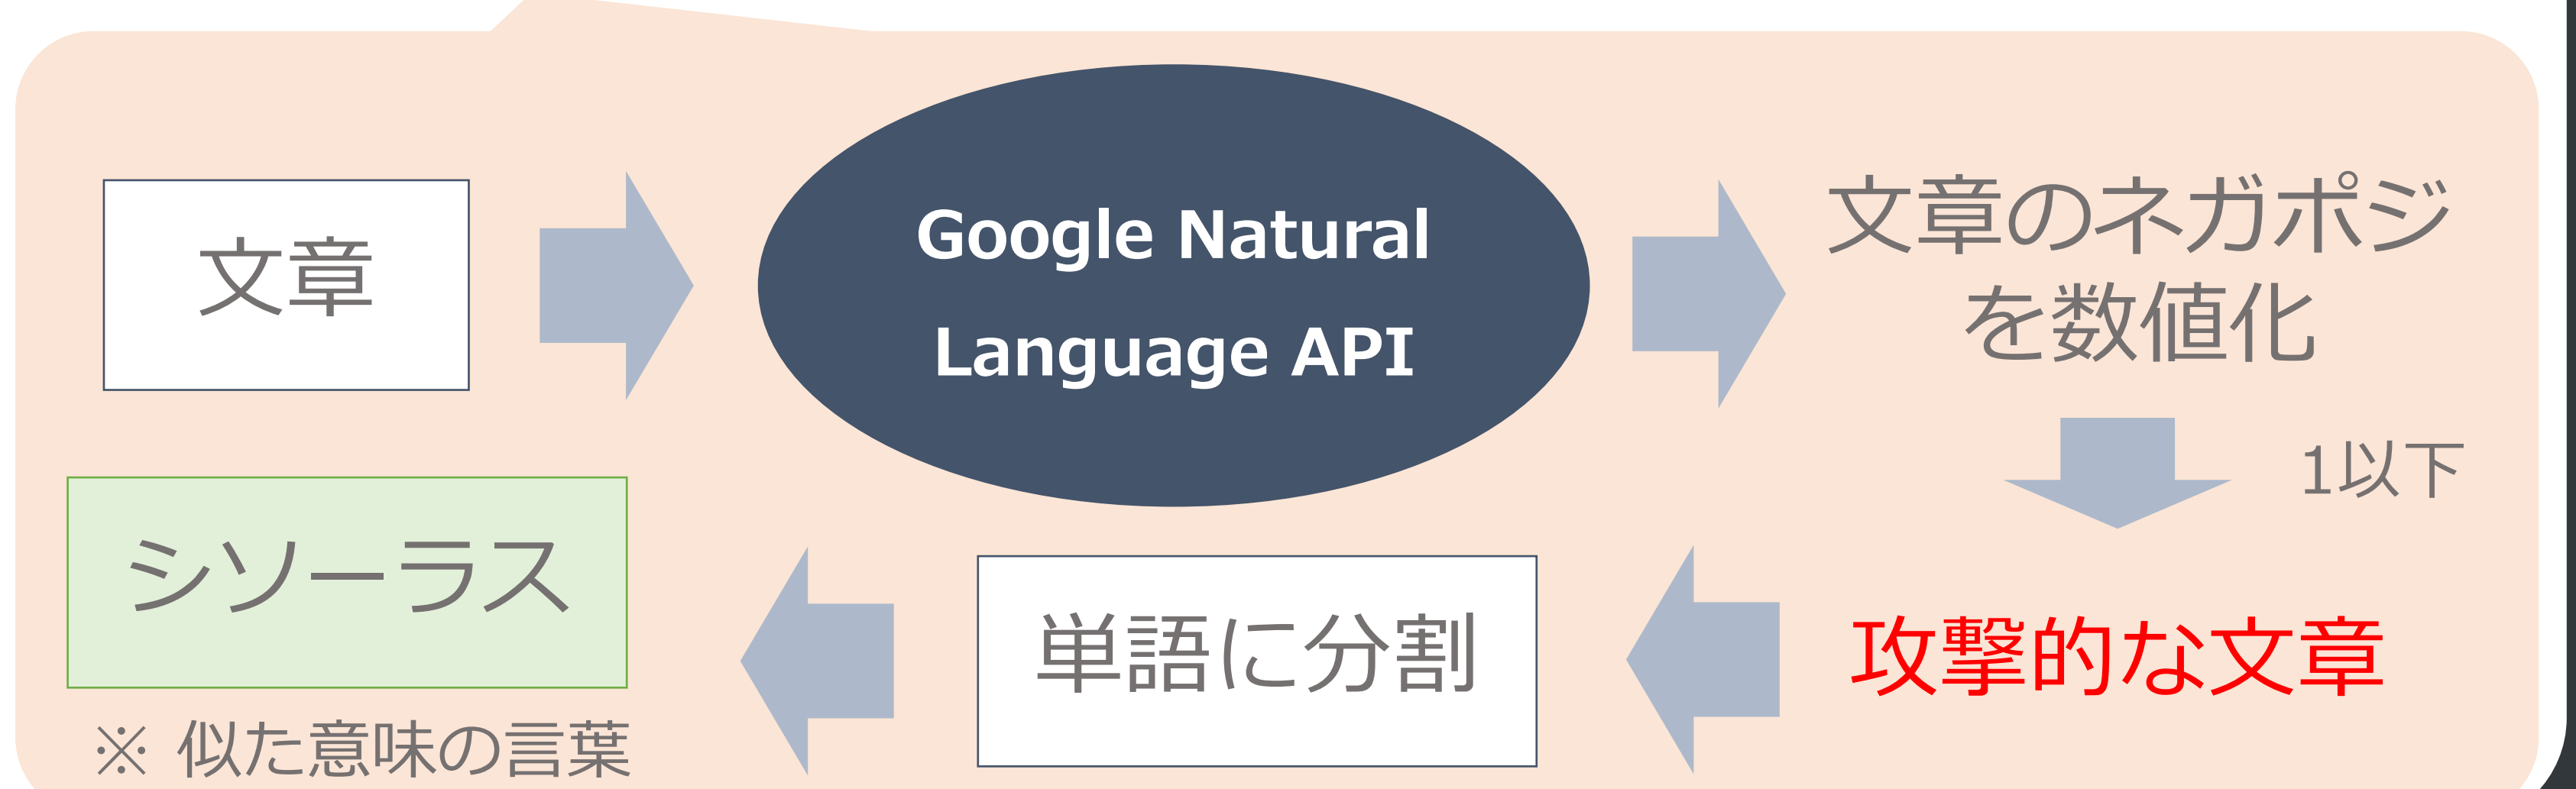 文章
Google Natural
Language API
文章のネガポジ
を数値化
1以下
攻撃的な文章
単語に分割
シソーラス
※ 似た意味の言葉